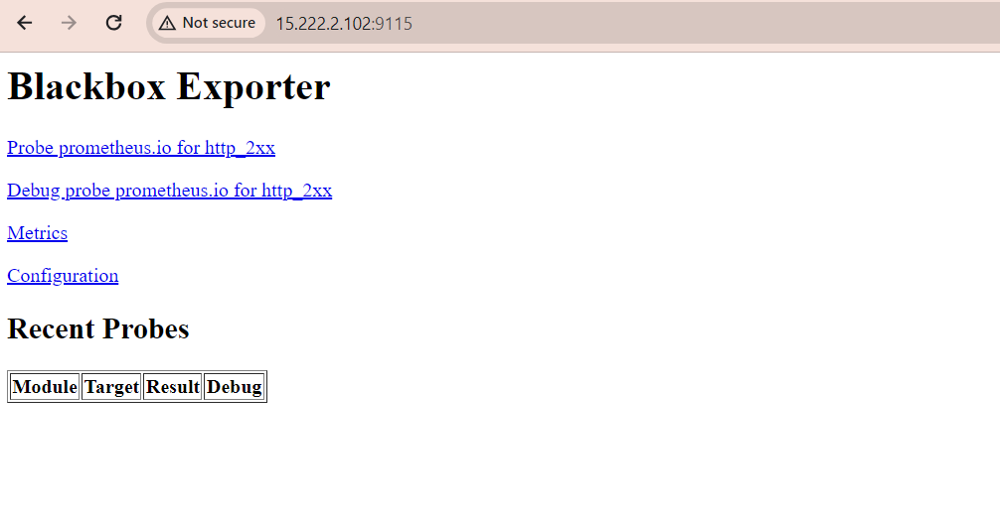 Not secure 15.222.2.102:9115
Blackbox Exporter
Probe prometheus.io for http_2xx
Debug probe prometheus.io for http_2xx
Metrics
Configuration
Recent Probes
Module Target Result Debug